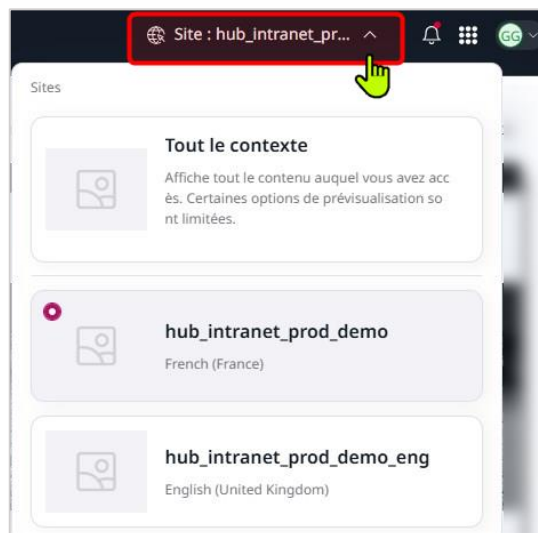 Site : hub_intranet_pr...
GG
Sites
Tout le contexte
Affiche tout le contenu auquel vous avez acc
ès. Certaines options de prévisualisation so
nt limitées.
hub_intranet_prod_demo
French (France)
hub_intranet_prod_demo_eng
English (United Kingdom)